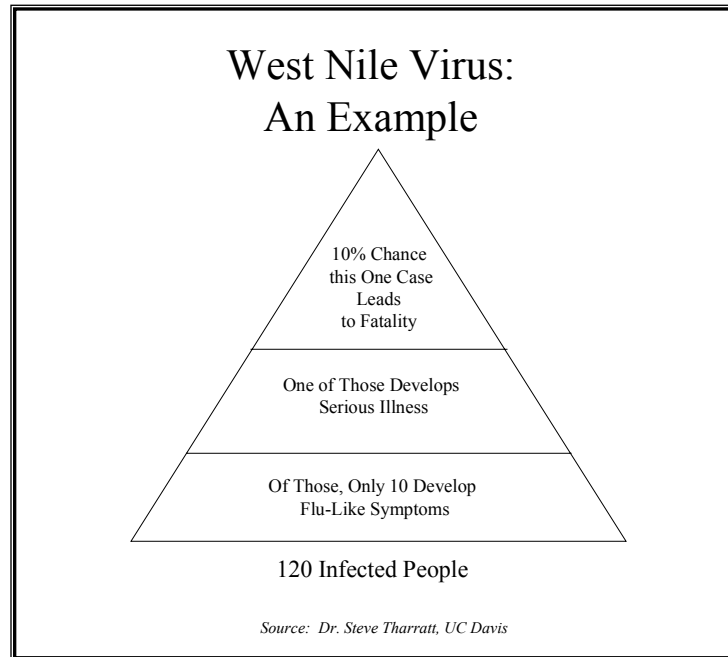 West Nile Virus:
An Example
10% Chance
this One Case
Leads
to Fatality
One of Those Develops
Serious Illness
Of Those, Only 10 Develop
Flu-Like Symptoms
120 Infected People
Source:  Dr. Steve Tharratt, UC Davis